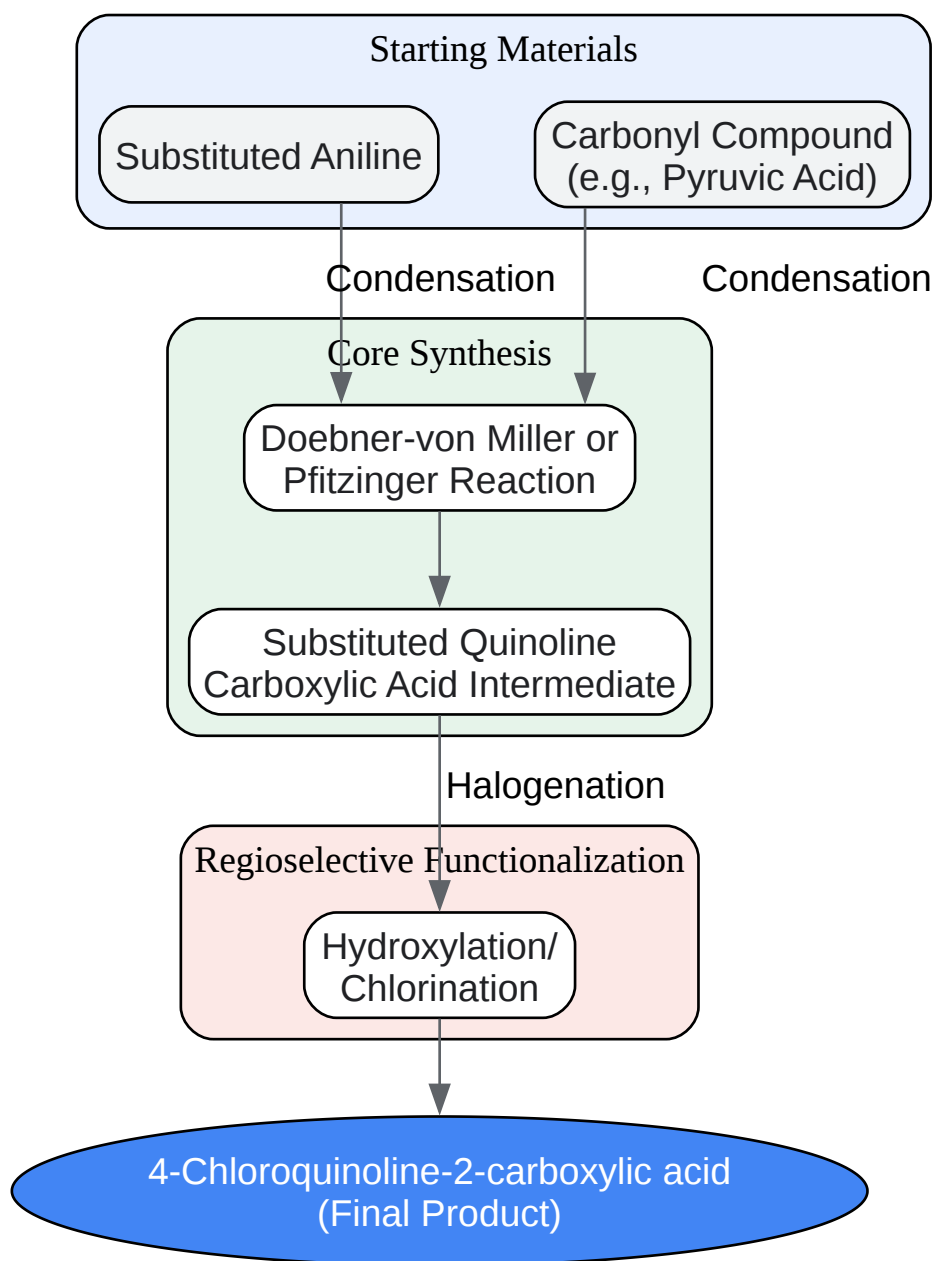 Starting Materials
Substituted Aniline
Carbonyl Compound
(e.g., Pyruvic Acid)
Condensation
Condensation
Core Synthesis
Doebner-von Miller or
Pfitzinger Reaction
Substituted Quinoline
Carboxylic Acid Intermediate
Halogenation
Regioselective Functionalization
Hydroxylation/
Chlorination
4-Chloroquinoline-2-carboxylic acid
(Final Product)